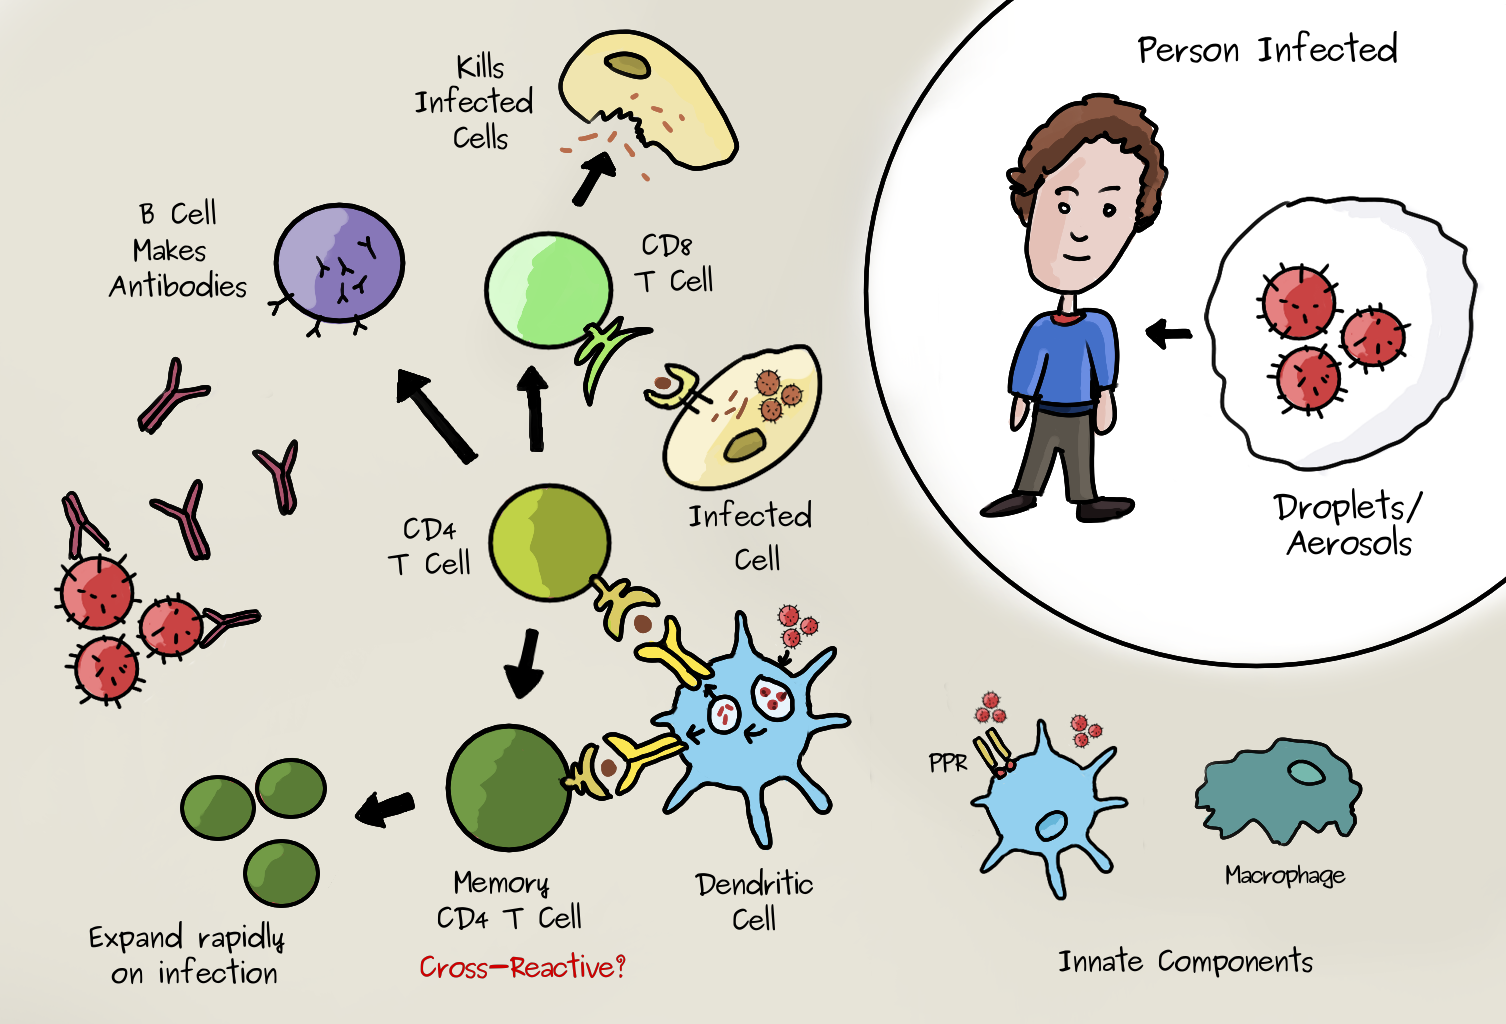 Person Infected
Droplets/
Aerosols
Kills
Infected
Cells
B Cell
Makes
Antibodies
CD8
T Cell
CD4
T Cell
Infected
Cell
Memory
CD4 T Cell
Cross-Reactive?
Dendritic
Cell
Expand rapidly
on infection
PPR
Macrophage
Innate Components